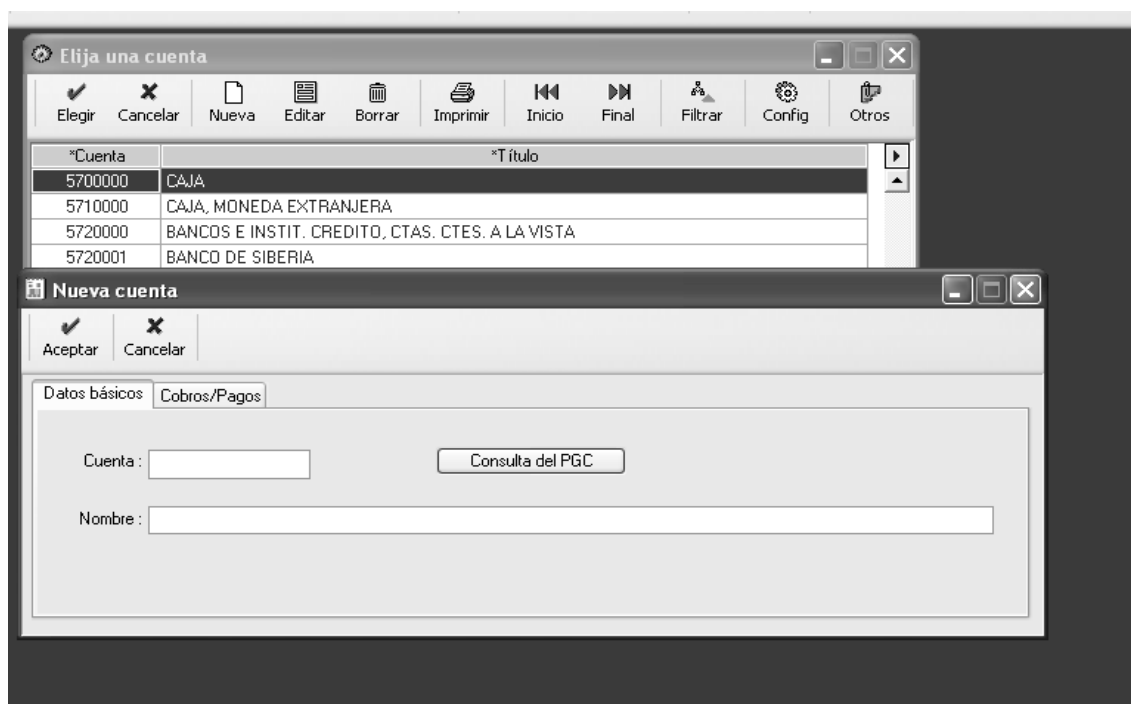 Elija una cuenta
Elegir Cancelar Nueva Editar Borrar Imprimir Inicio Final Filtrar Config Otros
*Cuenta *Título
5700000 CAJA
5710000 CAJA, MONEDA EXTRANJERA
5720000 BANCOS E INSTIT. CREDITO, CTAS. CTES. A LA VISTA
5720001 BANCO DE SIBERIA
Nueva cuenta
Aceptar Cancelar
Datos básicos Cobros/Pagos
Cuenta : Consulta del PGC
Nombre :